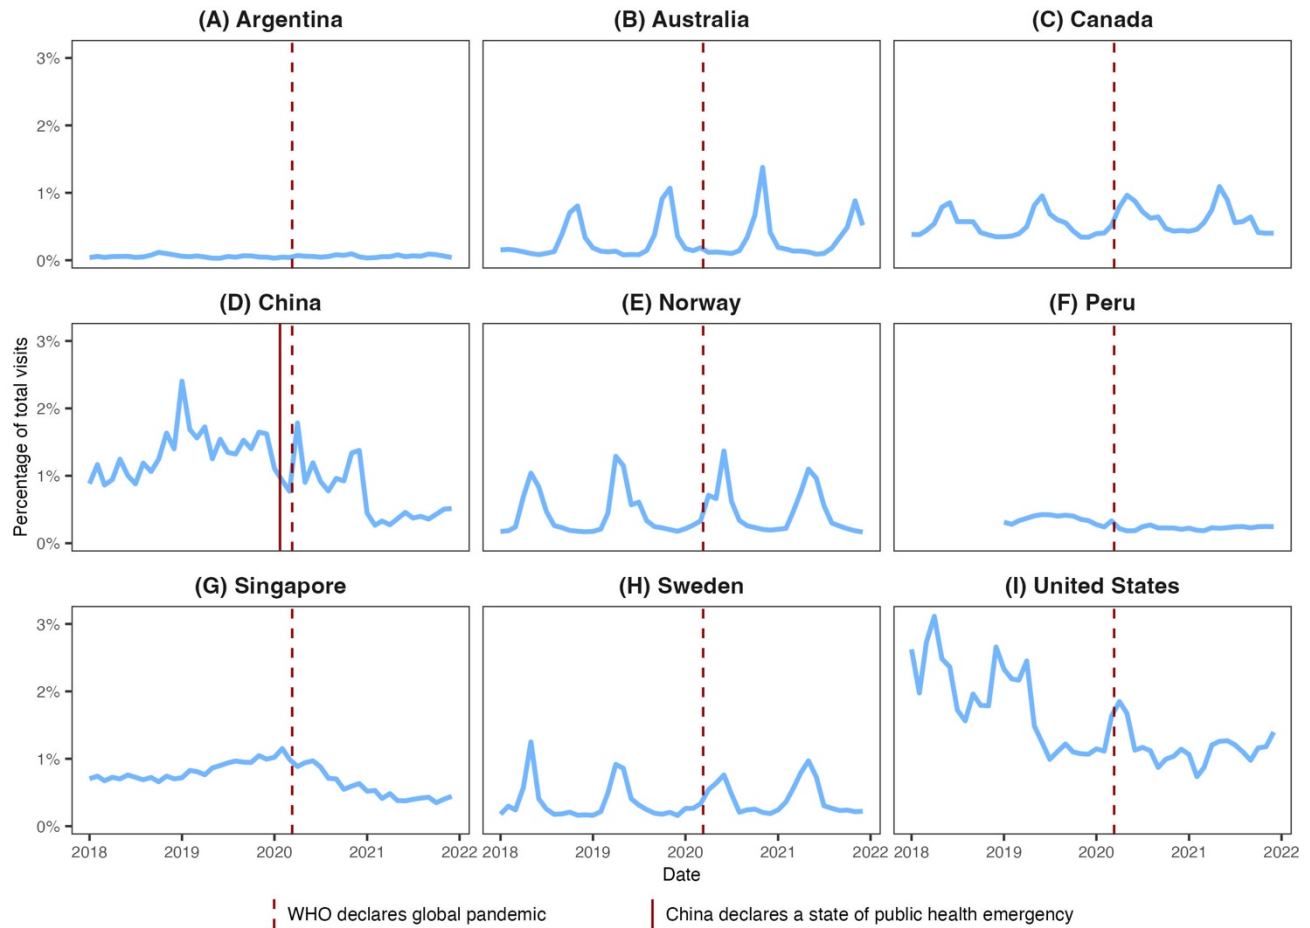 (A) Argentina
(B) Australia
(C) Canada
3%
2%
1%
0%
(D) China
(E) Norway
(F) Peru
Percentage of total visits
3%
2%
1%
0%
(G) Singapore
(H) Sweden
(I) United States
3%
2%
1%
0%
2018 2019 2020 2021 2022
2018 2019 2020 2021 2022
2018 2019 2020 2021 2022
Date
WHO declares global pandemic
China declares a state of public health emergency